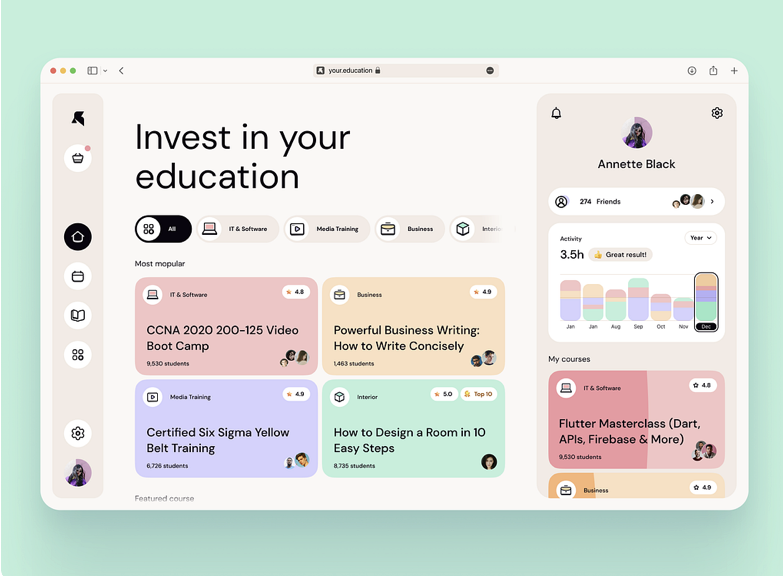 your.education
Invest in your
education
All
IT & Software
Media Training
Business
Interior
Most mopular
IT & Software
4.8
CCNA 2020 200-125 Video
Boot Camp
9,530 students
Business
4.9
Powerful Business Writing:
How to Write Concisely
1,463 students
Media Training
4.9
Certified Six Sigma Yellow
Belt Training
6,726 students
Interior
5.0
Top 10
How to Design a Room in 10
Easy Steps
8,735 students
Featured course
Annette Black
274 Friends
Activity
Year
3.5h
Great result!
Jan
Jan
Aug
Sep
Oct
Nov
Dec
My courses
IT & Software
4.8
Flutter Masterclass (Dart,
APIs, Firebase & More)
9,530 students
Business
4.9